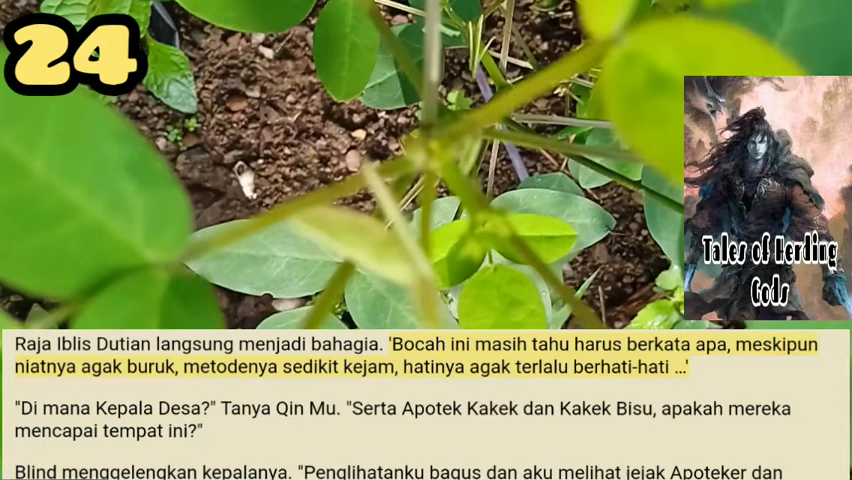 24
Tales of Herding
Gods
Raja Iblis Dutian langsung menjadi bahagia. 'Bocah ini masih tahu harus berkata apa, meskipun
niatnya agak buruk, metodenya sedikit kejam, hatinya agak terlalu berhati-hati ...'
"Di mana Kepala Desa?" Tanya Qin Mu. "Serta Apotek Kakek dan Kakek Bisu, apakah mereka
mencapai tempat ini?"
Blind menggelengkan kepalanya. "Penglihatanku bagus dan aku melihat jejak Apoteker dan